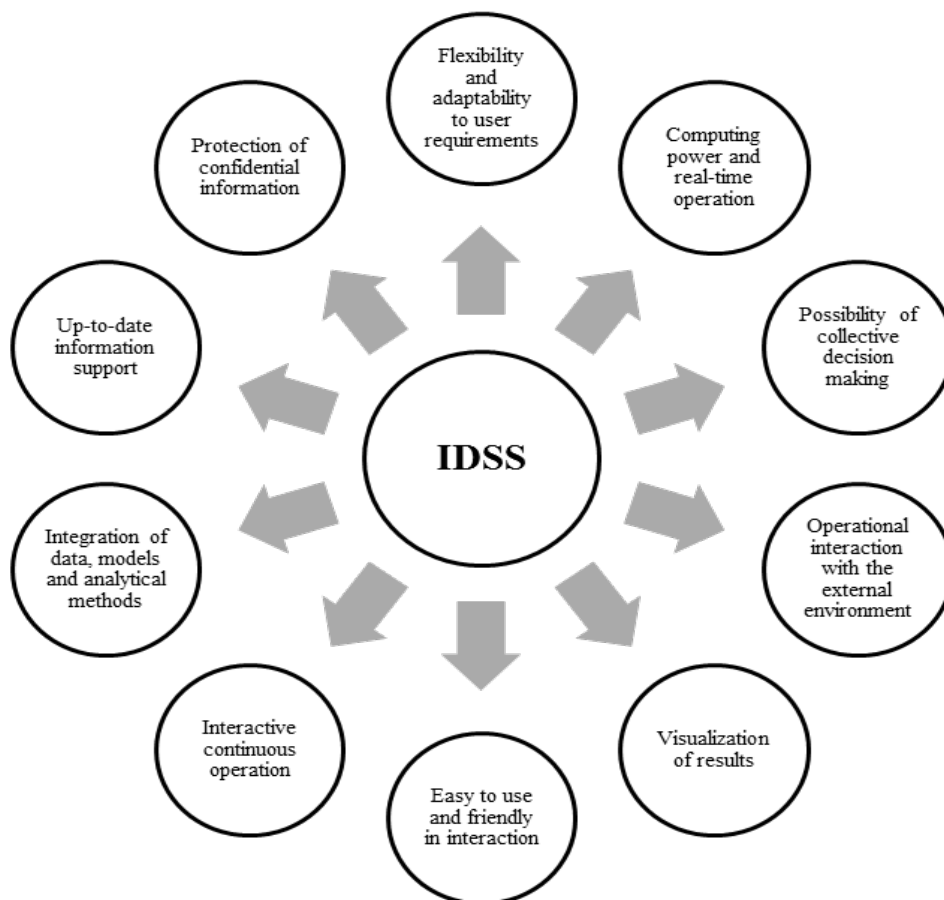 Flexibility
and
adaptability
to user
requirements
Computing
power and
real-time
operation
Possibility of
collective
decision
making
Operational
interaction
with the
external
environment
Visualization
of results
Easy to use
and friendly
in interaction
Interactive
continuous
operation
Integration of
data, models
and analytical
methods
Up-to-date
information
support
Protection of
confidential
information
IDSS